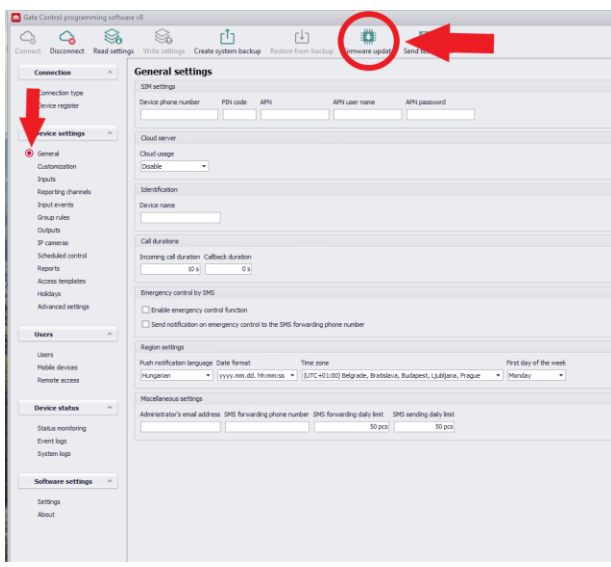 Gate Control programming software v8
Connect Disconnect Read settings Write settings Create system backup Restore from backup Firmware update Send
Connection
Connection type
Device register
Device settings
General
Customization
Inputs
Reporting channels
Input events
Group rules
Outputs
IP cameras
Scheduled control
Reports
Access templates
Holidays
Advanced settings
Users
Users
Mobile devices
Remote access
Device status
Status monitoring
Event logs
System logs
Software settings
Settings
About
General settings
SIM settings
Device phone number PIN code APN APN user name APN password
Cloud server
Cloud usage
Disable
Identification
Device name
Call durations
Incoming call duration Callback duration
10 s 0 s
Emergency control by SMS
Enable emergency control function
Send notification on emergency control to the SMS forwarding phone number
Region settings
Push notification language Date format Time zone First day of the week
Hungarian yyyy.mm.dd. hh:mm:ss (UTC+01:00) Belgrade, Bratislava, Budapest, Ljubljana, Prague Monday
Miscellaneous settings
Administrator's email address SMS forwarding phone number SMS forwarding daily limit SMS sending daily limit
50 pcs 50 pcs